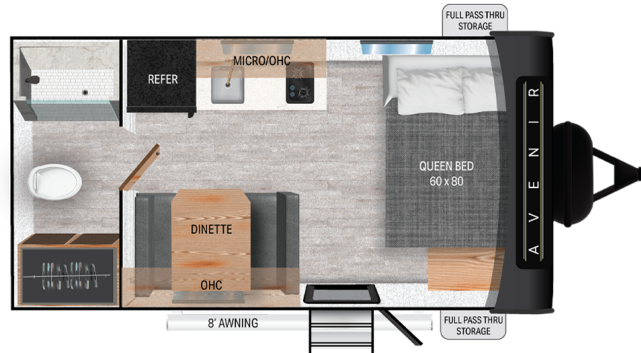 FULL PASS THRU
STORAGE
MICRO/OHC
REFER
QUEEN BED
60 x 80
AVENIR
DINETTE
OHC
8' AWNING
FULL PASS THRU
STORAGE